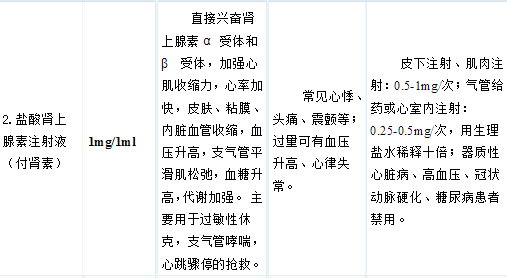 2.盐酸肾上
腺素注射液
（付肾素）
1mg/1ml
直接兴奋肾
上腺素 α 受体和
β 受体，加强心
肌收缩力，心率加
快，皮肤、粘膜、
内脏血管收缩，血
压升高，支气管平
滑肌松弛，血糖升
高，代谢加强。 主
要用于过敏性休
克，支气管哮喘，
心跳骤停的抢救。
常见心悸、
头痛、震颤等；
过量可有血压
升高、心律失
常。
皮下注射、肌肉注
射：0.5-1mg/次；气管给
药或心室内注射：
0.25-0.5mg/次，用生理
盐水稀释十倍；器质性
心脏病、高血压、冠状
动脉硬化、糖尿病患者
禁用。